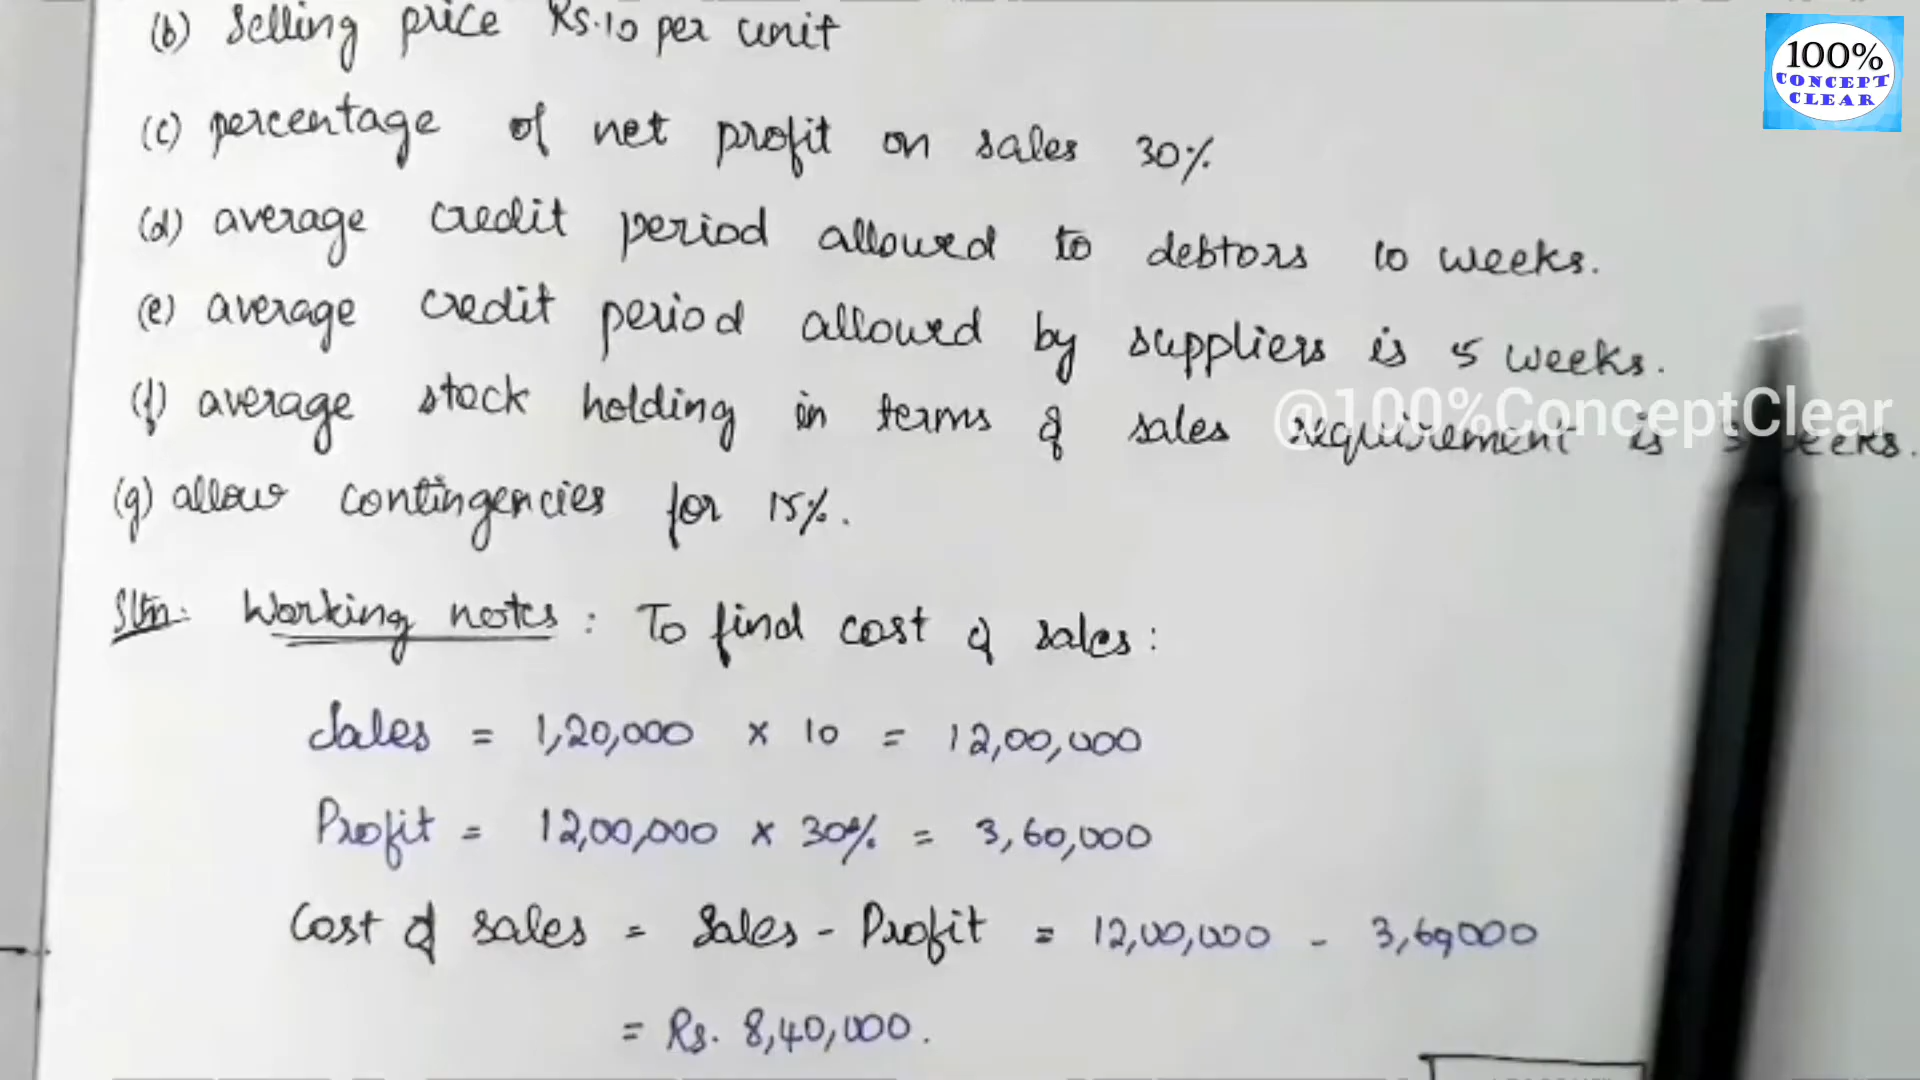 (b) Selling price Rs.10 per unit
(c) percentage of net profit on sales 30%
(d) average credit period allowed to debtors 10 weeks.
(e) average credit period allowed by suppliers is 5 weeks.
(f) average stock holding in terms of sales requirement is weeks.
(g) allow contingencies for 15%.
Sltn: Working notes: To find cost of sales:
Sales = 1,20,000 x 10 = 12,00,000
Profit = 12,00,000 x 30% = 3,60,000
Cost of sales = Sales - Profit = 12,00,000 - 3,60,000
= Rs. 8,40,000.
100%
CONCEPT
CLEAR
@100%ConceptClear